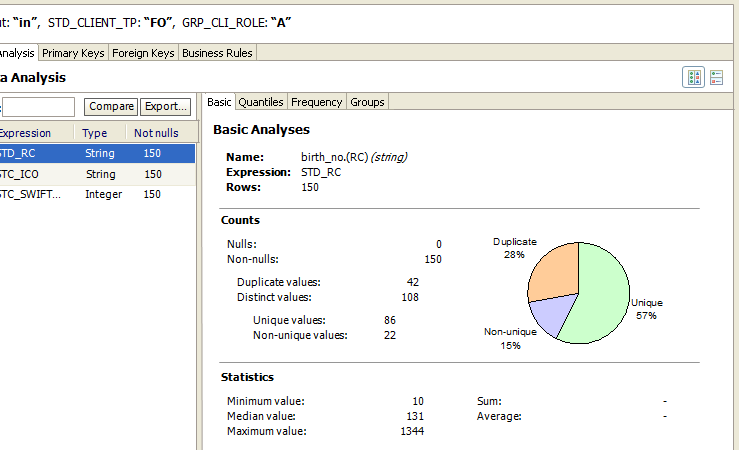 t: “in”, STD_CLIENT_TP: “FO”, GRP_CLI_ROLE: “A”
Analysis Primary Keys Foreign Keys Business Rules
a Analysis
: Compare Export...
Expression Type Not nulls
STD_RC String 150
STC_ICO String 150
STC_SWIFT... Integer 150
Basic Quantiles Frequency Groups
Basic Analyses
Name: birth_no.(RC) (string)
Expression: STD_RC
Rows: 150
Counts
Nulls: 0
Non-nulls: 150
Duplicate values: 42
Distinct values: 108
Unique values: 86
Non-unique values: 22
Duplicate
28%
Unique
57%
Non-unique
15%
Statistics
Minimum value: 10 Sum: -
Median value: 131 Average: -
Maximum value: 1344